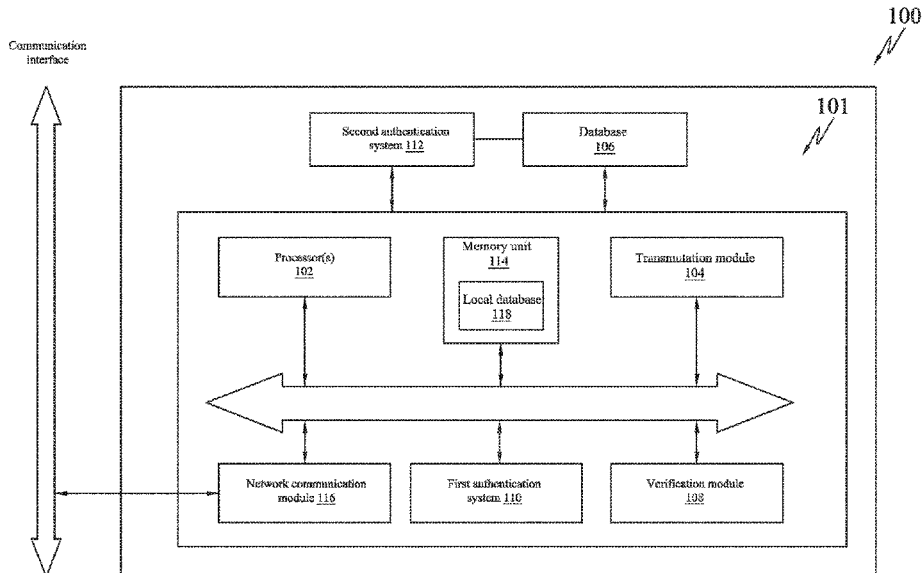 100
Communication
interface
101
Second authentication
system 112
Database
106
Processor(s)
102
Memory unit
114
Local database
118
Transmutation module
104
Network communication
module 116
First authentication
system 110
Verification module
108